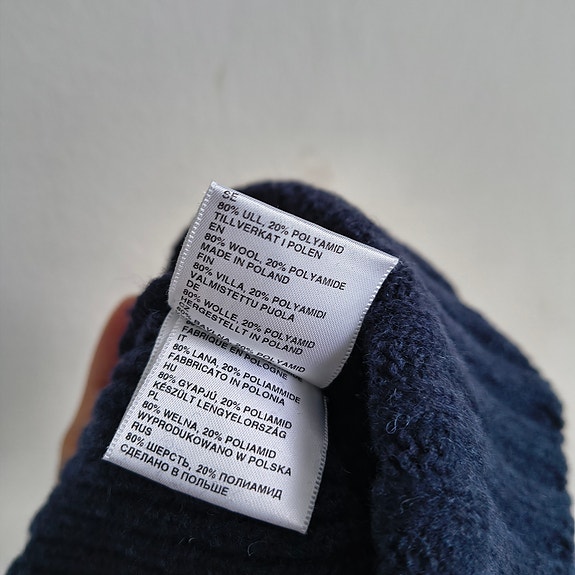 SE
80% ULL, 20% POLYAMID
TILLVERKAT I POLEN
EN
80% WOOL, 20% POLYAMIDE
MADE IN POLAND
FIN
80% VILLA, 20% POLYAMIDI
VALMISTETTU PUOLA
DE
80% WOLLE, 20% POLYAMID
HERGESTELLT IN POLAND
FABRIQUE EN POLOGNE
IT
80% LANA, 20% POLIAMMIDE
FABBRICATO IN POLONIA
HU
80% GYAPJÚ, 20% POLIAMID
KÉSZÜLT LENGYELORSZÁG
PL
80% WELNA, 20% POLIAMID
WYPRODUKOWANO W POLSKA
RUS
80% ШЕРСТЬ, 20% ПОЛИАМИД
СДЕЛАНО В ПОЛЬШЕ